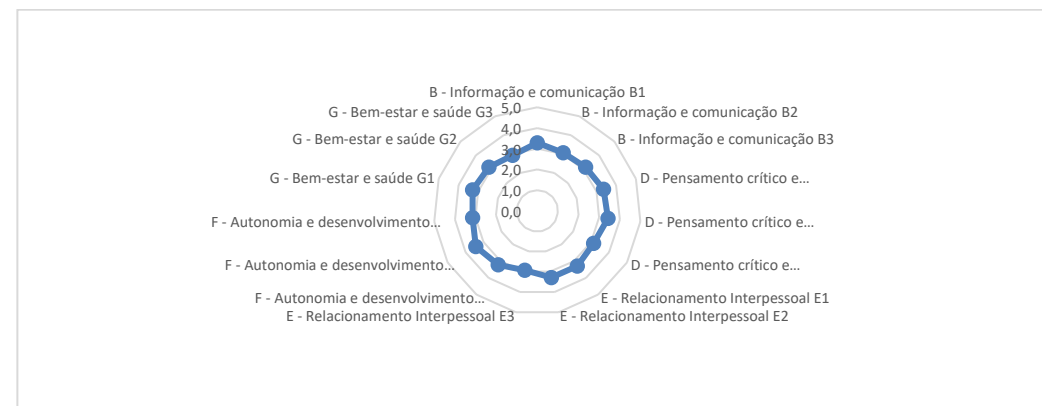 B - Informação e comunicação B1
B - Informação e comunicação B2
B - Informação e comunicação B3
D - Pensamento crítico e...
D - Pensamento crítico e...
D - Pensamento crítico e...
E - Relacionamento Interpessoal E1
E - Relacionamento Interpessoal E2
E - Relacionamento Interpessoal E3
F - Autonomia e desenvolvimento...
F - Autonomia e desenvolvimento...
F - Autonomia e desenvolvimento...
G - Bem-estar e saúde G1
G - Bem-estar e saúde G2
G - Bem-estar e saúde G3
5,0
4,0
3,0
2,0
1,0
0,0